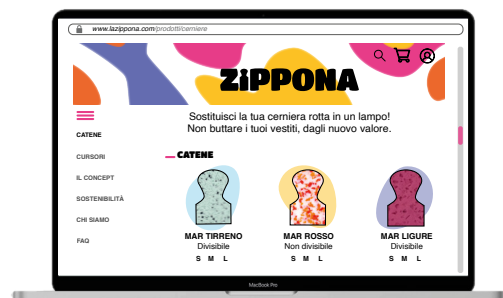 www.lazippona.com/prodotti/cerniere
ZiPPONA
Sostituisci la tua cerniera rotta in un lampo!
Non buttare i tuoi vestiti, dagli nuovo valore.
CATENE
CURSORI
IL CONCEPT
SOSTENIBILITÀ
CHI SIAMO
FAQ
CATENE
MAR TIRRENO
Divisibile
S M L
MAR ROSSO
Non divisibile
S M L
MAR LIGURE
Divisibile
S M L
MacBook Pro